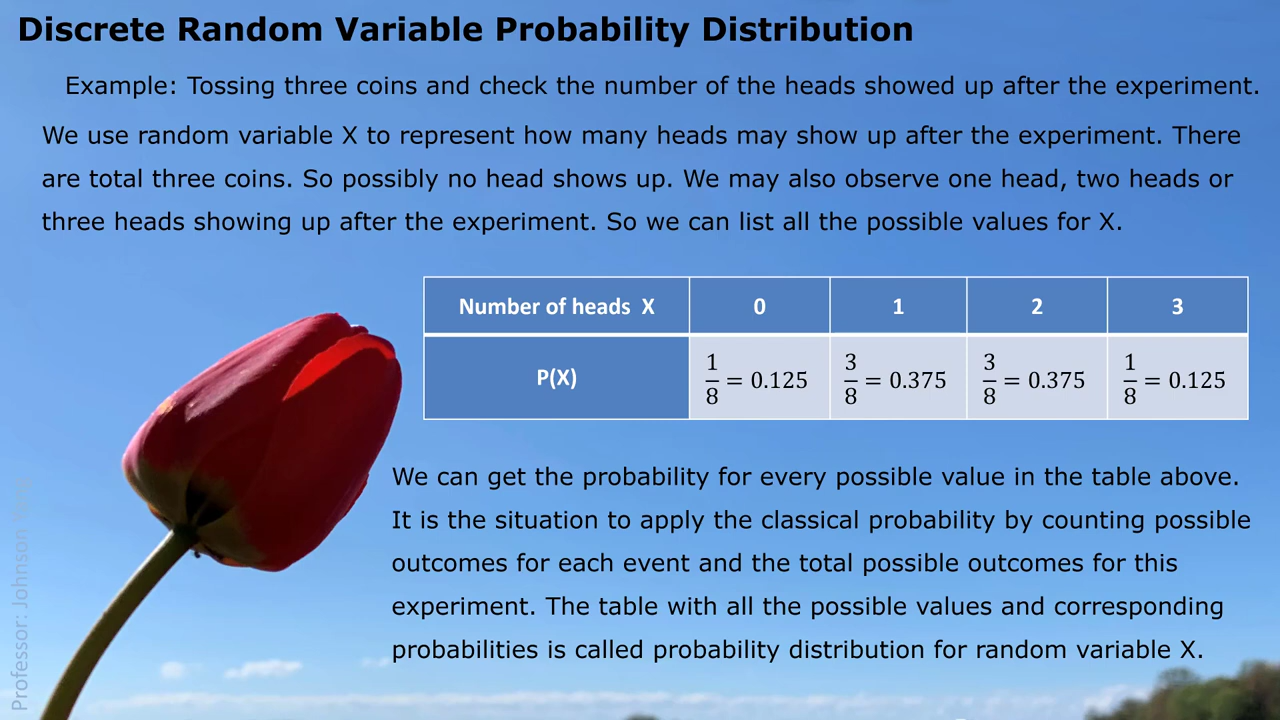 Discrete Random Variable Probability Distribution
Example: Tossing three coins and check the number of the heads showed up after the experiment.
We use random variable X to represent how many heads may show up after the experiment. There
are total three coins. So possibly no head shows up. We may also observe one head, two heads or
three heads showing up after the experiment. So we can list all the possible values for X.
Number of heads X 0 1 2 3
P(X) 1/8 = 0.125 3/8 = 0.375 3/8 = 0.375 1/8 = 0.125
We can get the probability for every possible value in the table above.
It is the situation to apply the classical probability by counting possible
outcomes for each event and the total possible outcomes for this
experiment. The table with all the possible values and corresponding
probabilities is called probability distribution for random variable X.
Professor: Johnson